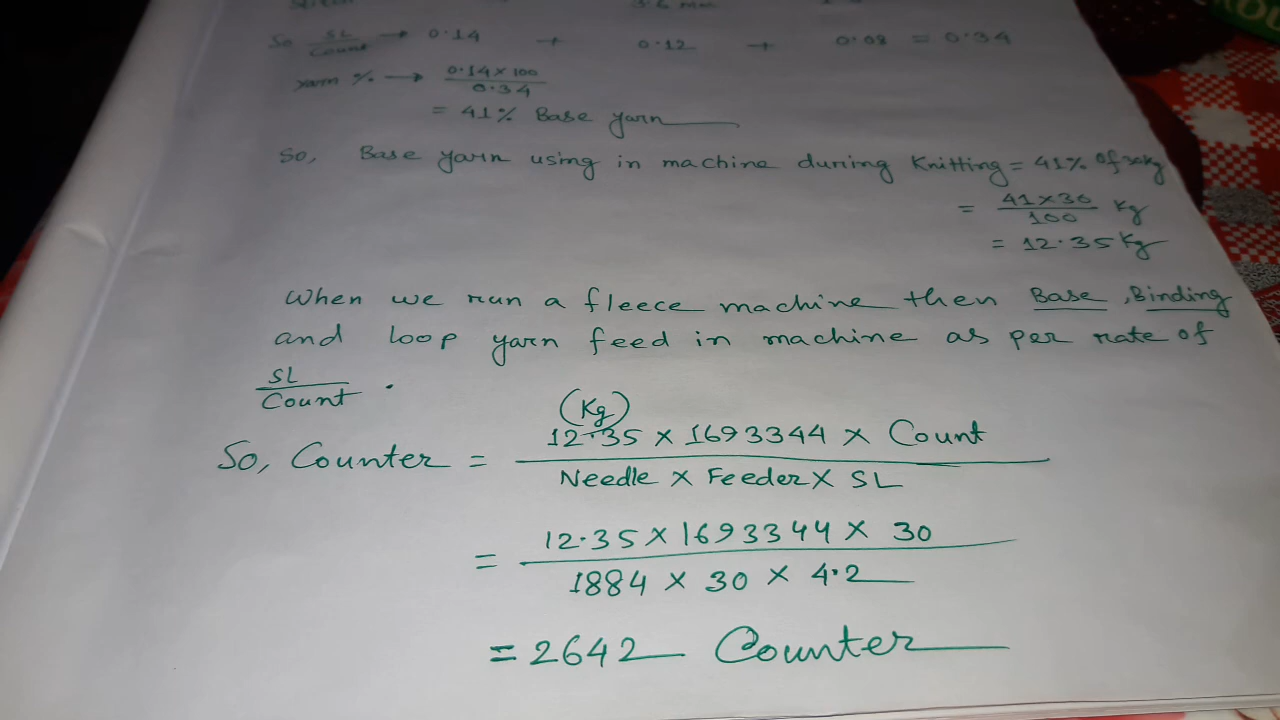 So SL/Count → 0.14 + 0.12 + 0.08 = 0.34
yarn % → 0.14 x 100 / 0.34
= 41% Base yarn
So, Base yarn using in machine during Knitting = 41% of 30kg
= 41x30/100 Kg
= 12.35 Kg
When we run a fleece machine then Base, Binding
and loop yarn feed in machine as per rate of
SL/Count .
(Kg)
So, Counter = 12.35 x 1693344 x Count / Needle x Feeder x SL
= 12.35 x 1693344 x 30 / 1884 x 30 x 4.2
= 2642 Counter